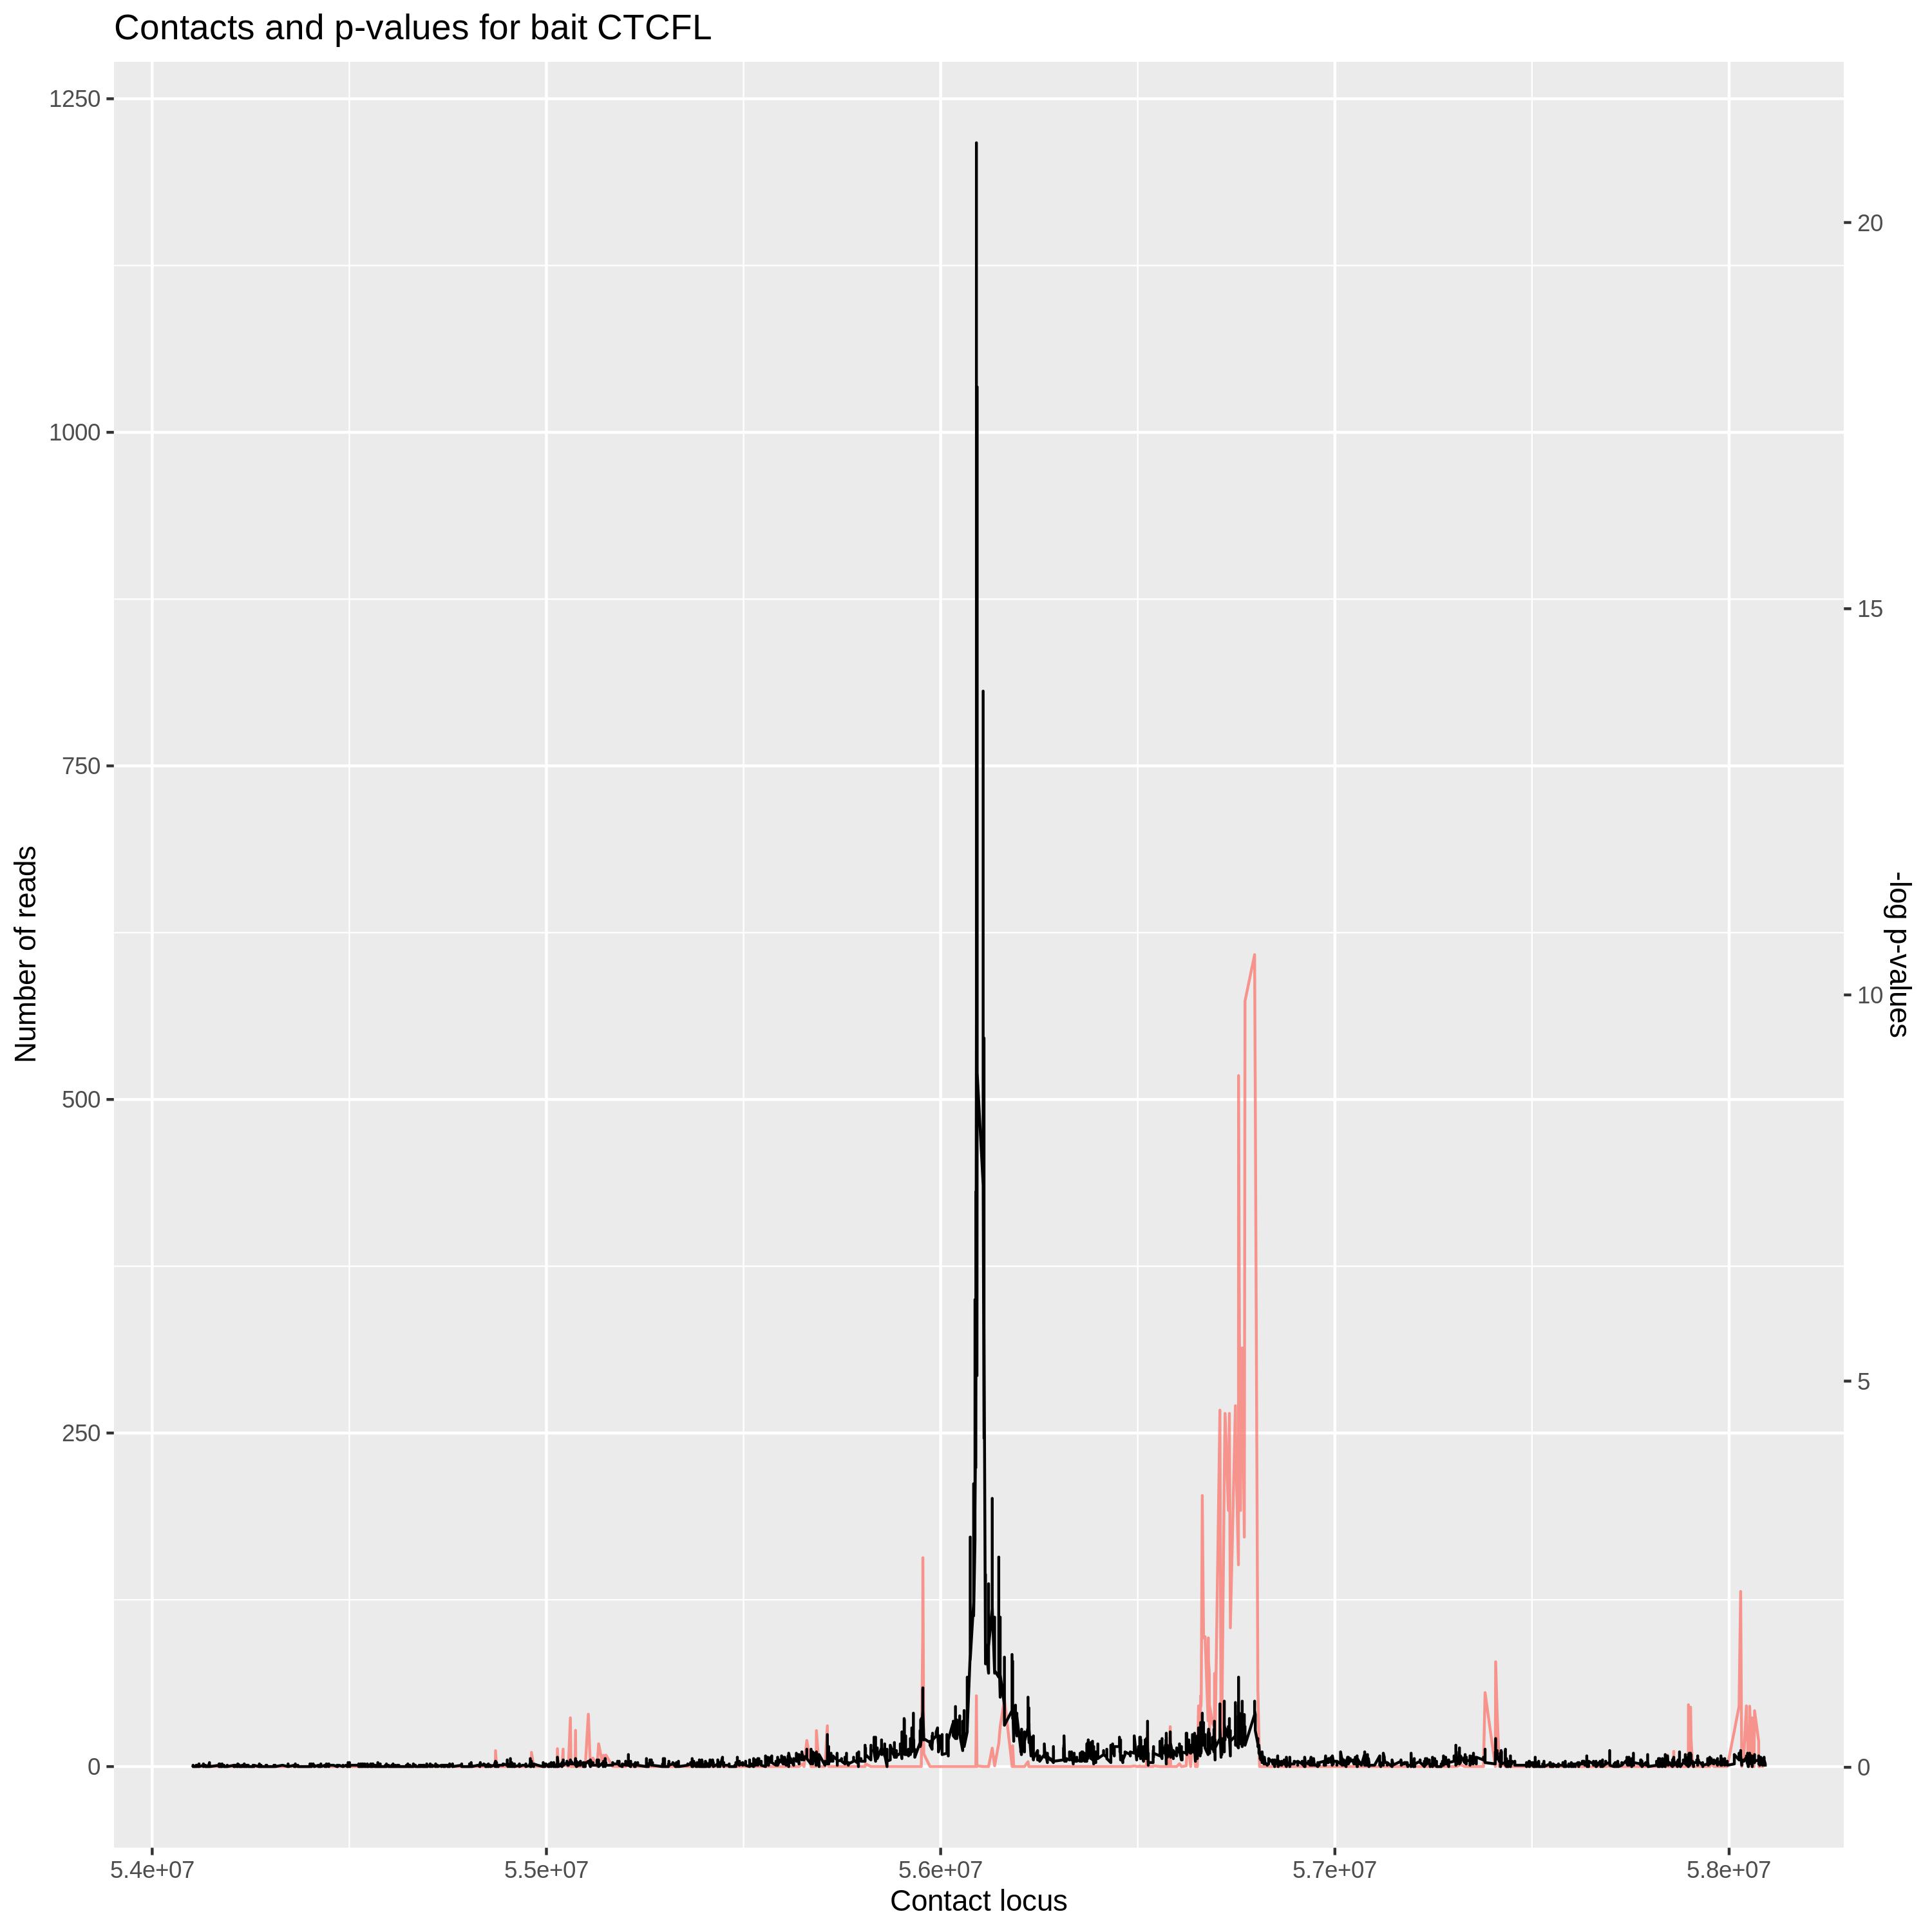 Contacts and p-values for bait CTCFL
1250
1000
750
500
250
0
Number of reads
20
15
10
5
0
-log p-values
5.4e+07
5.5e+07
5.6e+07
5.7e+07
5.8e+07
Contact locus